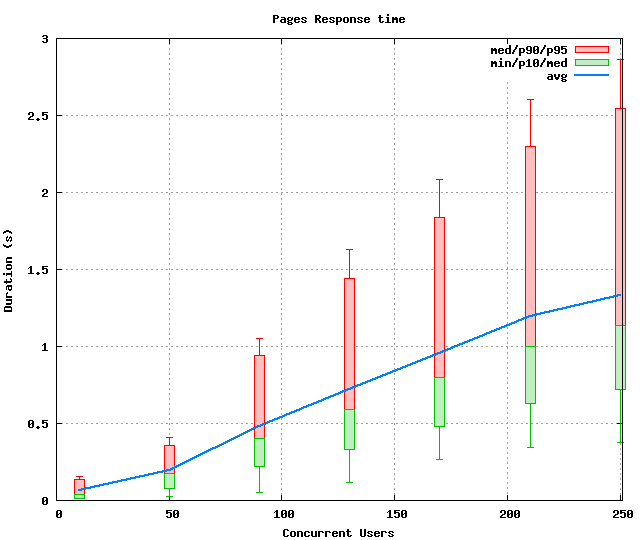 Pages Response time
med/p90/p95
min/p10/med
avg
3
2.5
2
1.5
1
0.5
0
Duration (s)
0 50 100 150 200 250
Concurrent Users